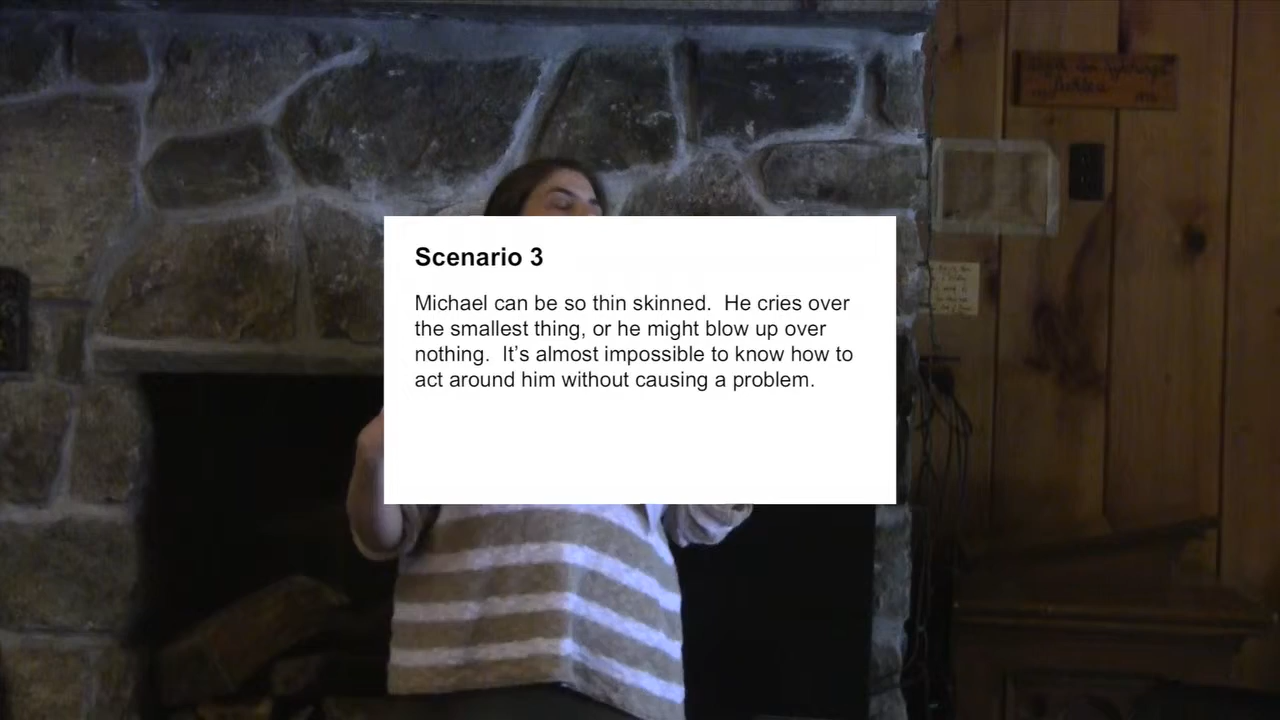 Scenario 3
Michael can be so thin skinned.  He cries over
the smallest thing, or he might blow up over
nothing.  It's almost impossible to know how to
act around him without causing a problem.